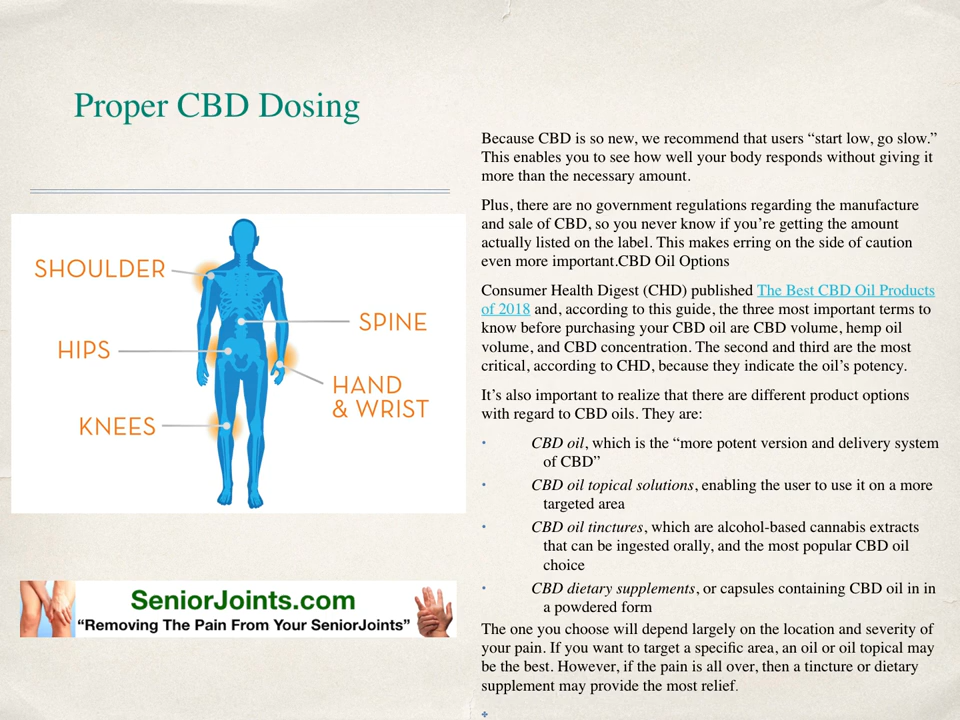 Proper CBD Dosing
SHOULDER
SPINE
HIPS
HAND
& WRIST
KNEES
SeniorJoints.com
“Removing The Pain From Your SeniorJoints”
Because CBD is so new, we recommend that users “start low, go slow.”
This enables you to see how well your body responds without giving it
more than the necessary amount.
Plus, there are no government regulations regarding the manufacture
and sale of CBD, so you never know if you’re getting the amount
actually listed on the label. This makes erring on the side of caution
even more important.CBD Oil Options
Consumer Health Digest (CHD) published The Best CBD Oil Products
of 2018 and, according to this guide, the three most important terms to
know before purchasing your CBD oil are CBD volume, hemp oil
volume, and CBD concentration. The second and third are the most
critical, according to CHD, because they indicate the oil’s potency.
It’s also important to realize that there are different product options
with regard to CBD oils. They are:
• CBD oil, which is the “more potent version and delivery system
of CBD”
• CBD oil topical solutions, enabling the user to use it on a more
targeted area
• CBD oil tinctures, which are alcohol-based cannabis extracts
that can be ingested orally, and the most popular CBD oil
choice
• CBD dietary supplements, or capsules containing CBD oil in in
a powdered form
The one you choose will depend largely on the location and severity of
your pain. If you want to target a specific area, an oil or oil topical may
be the best. However, if the pain is all over, then a tincture or dietary
supplement may provide the most relief.